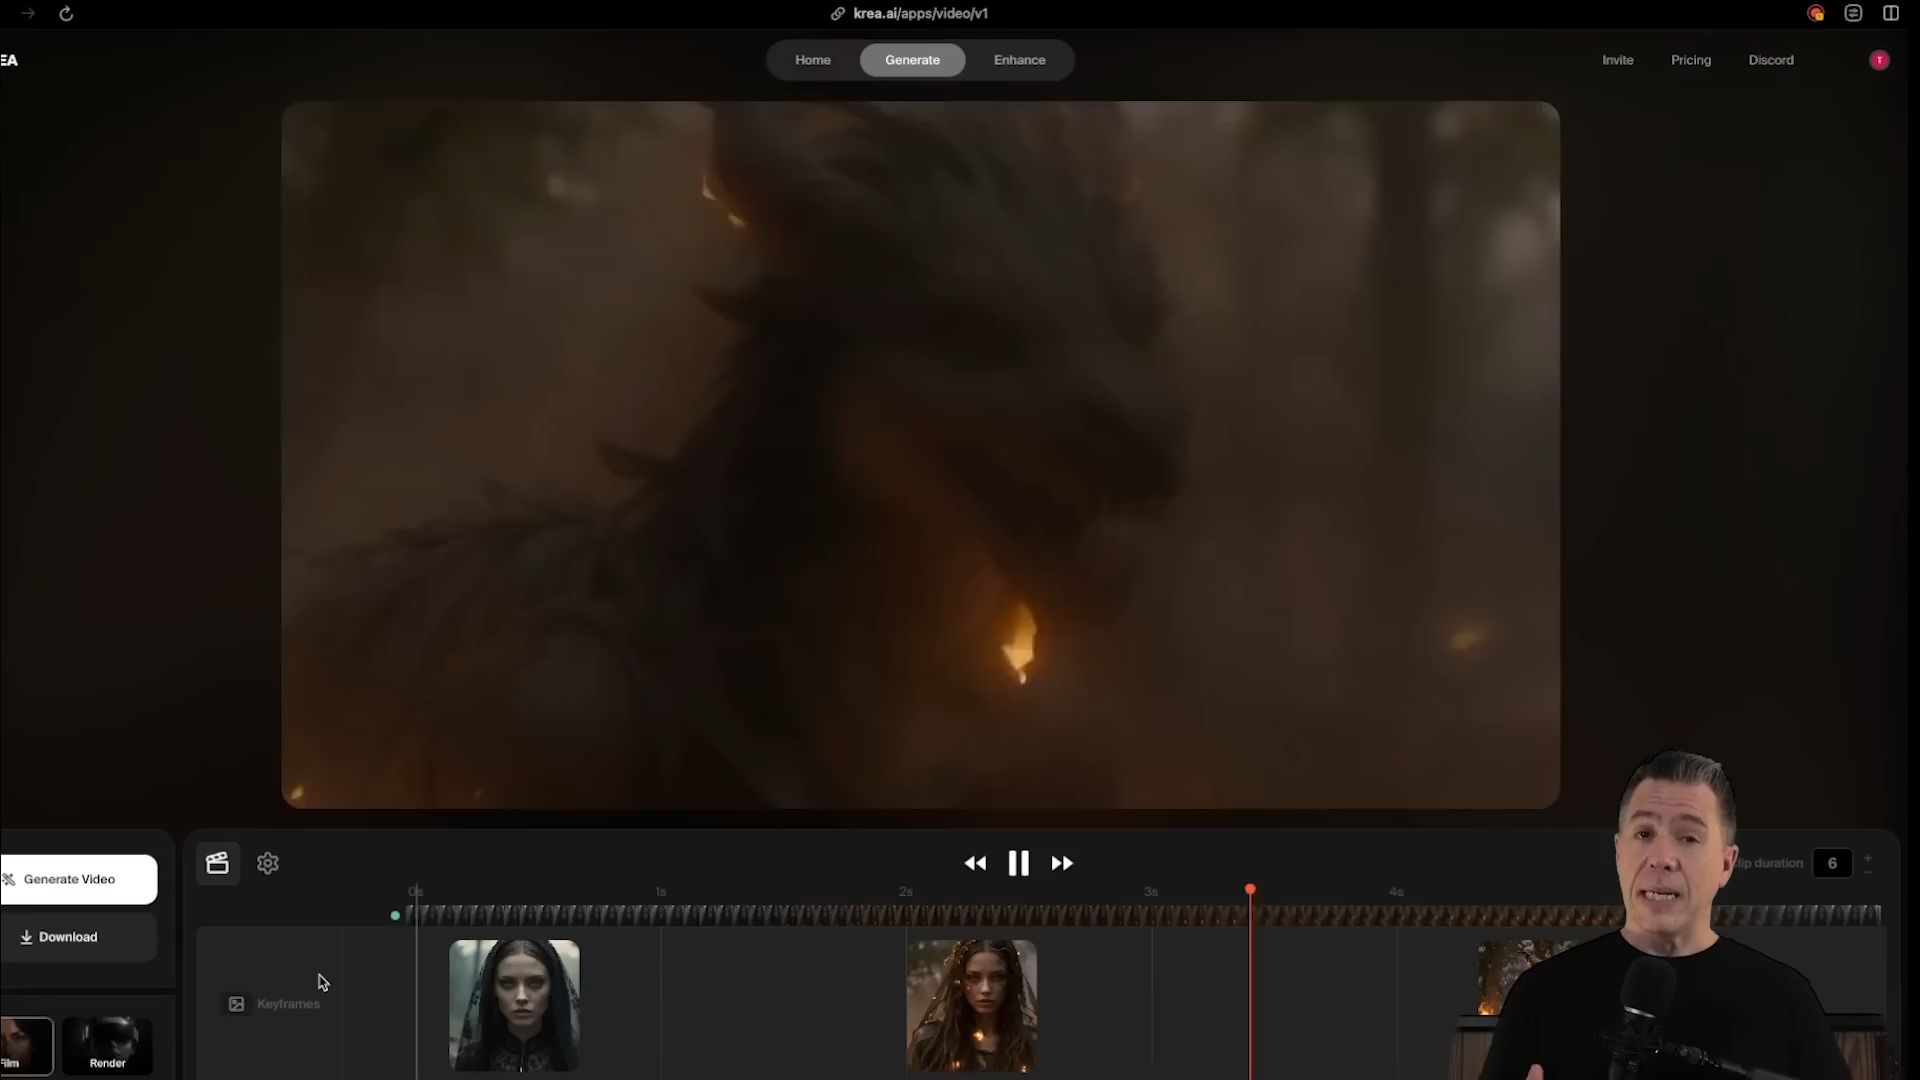 krea.ai/apps/video/v1
EA
Home
Generate
Enhance
Invite
Pricing
Discord
T
Generate Video
Download
clip duration
6
0s
1s
2s
3s
4s
Keyframes
Film
Render